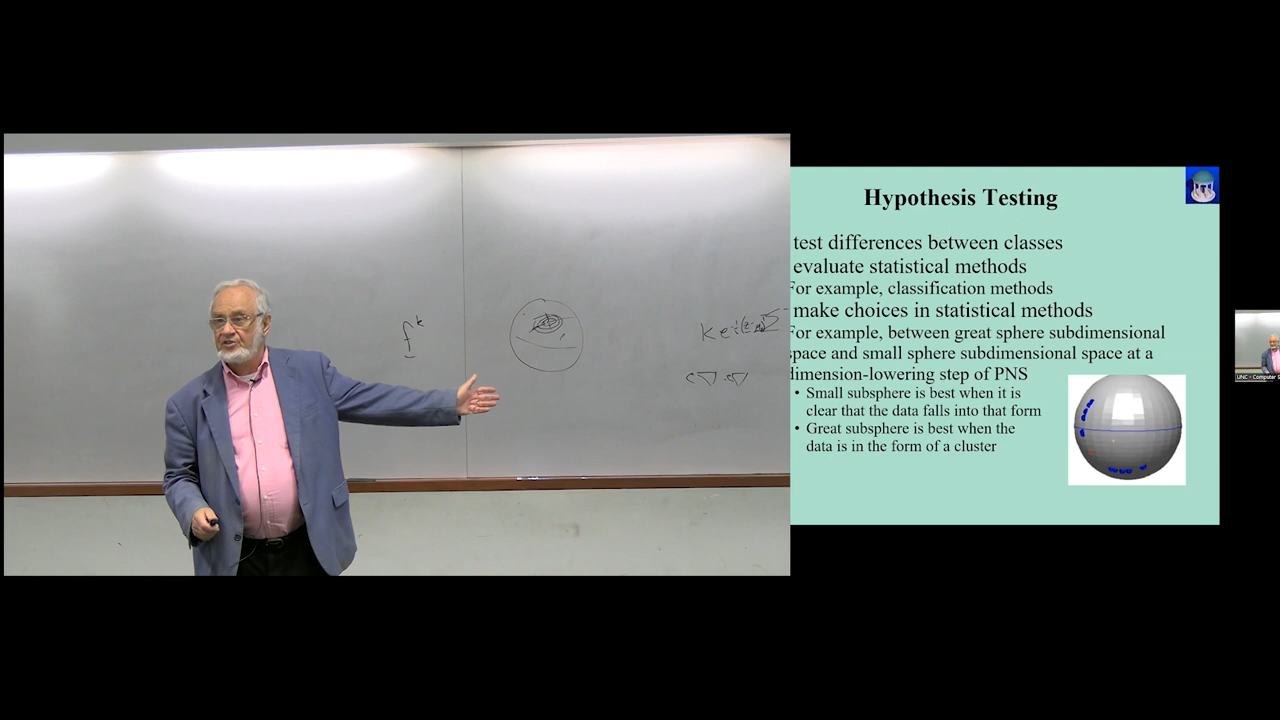 f^k
K e
Hypothesis Testing
test differences between classes
evaluate statistical methods
For example, classification methods
make choices in statistical methods
For example, between great sphere subdimensional
space and small sphere subdimensional space at a
dimension-lowering step of PNS
• Small subsphere is best when it is
clear that the data falls into that form
• Great subsphere is best when the
data is in the form of a cluster
UNC - Computer S